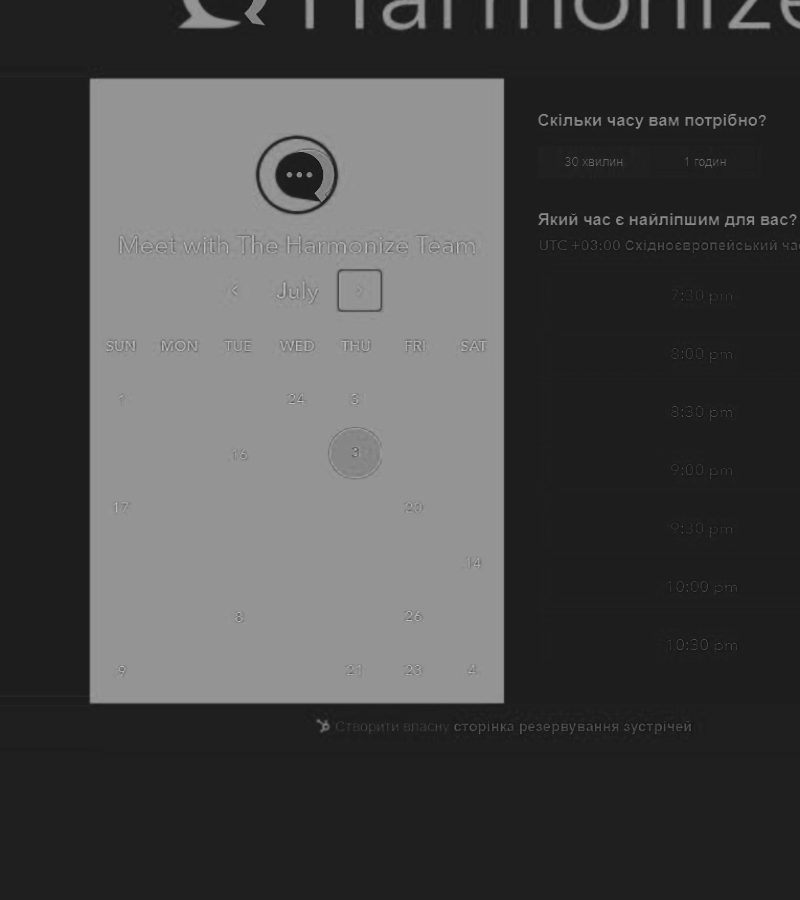 Harmonize
Meet with The Harmonize Team
July
SUN MON TUE WED THU FRI SAT
1 24 3
16 3
17 20
14
8 26
9 21 23 4
Скільки часу вам потрібно?
30 хвилин 1 годин
Який час є найліпшим для вас?
UTC +03:00 Східноєвропейський
7:30 pm
8:00 pm
8:30 pm
9:00 pm
9:30 pm
10:00 pm
10:30 pm
Створити власну сторінка резервування зустрічей